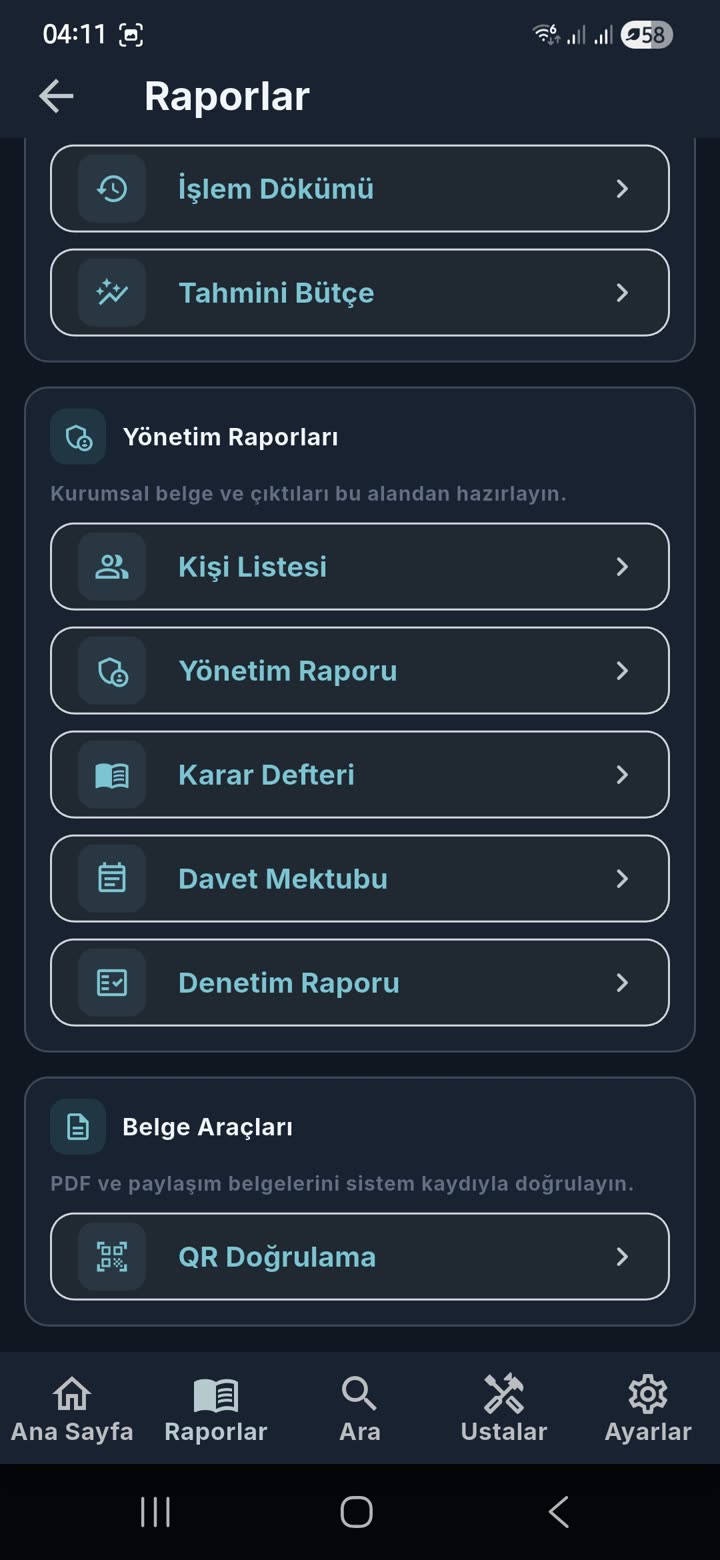 04:11
58
Raporlar
İşlem Dökümü
Tahmini Bütçe
Yönetim Raporları
Kurumsal belge ve çıktıları bu alandan hazırlayın.
Kişi Listesi
Yönetim Raporu
Karar Defteri
Davet Mektubu
Denetim Raporu
Belge Araçları
PDF ve paylaşım belgelerini sistem kaydıyla doğrulayın.
QR Doğrulama
Ana Sayfa Raporlar Ara Ustalar Ayarlar